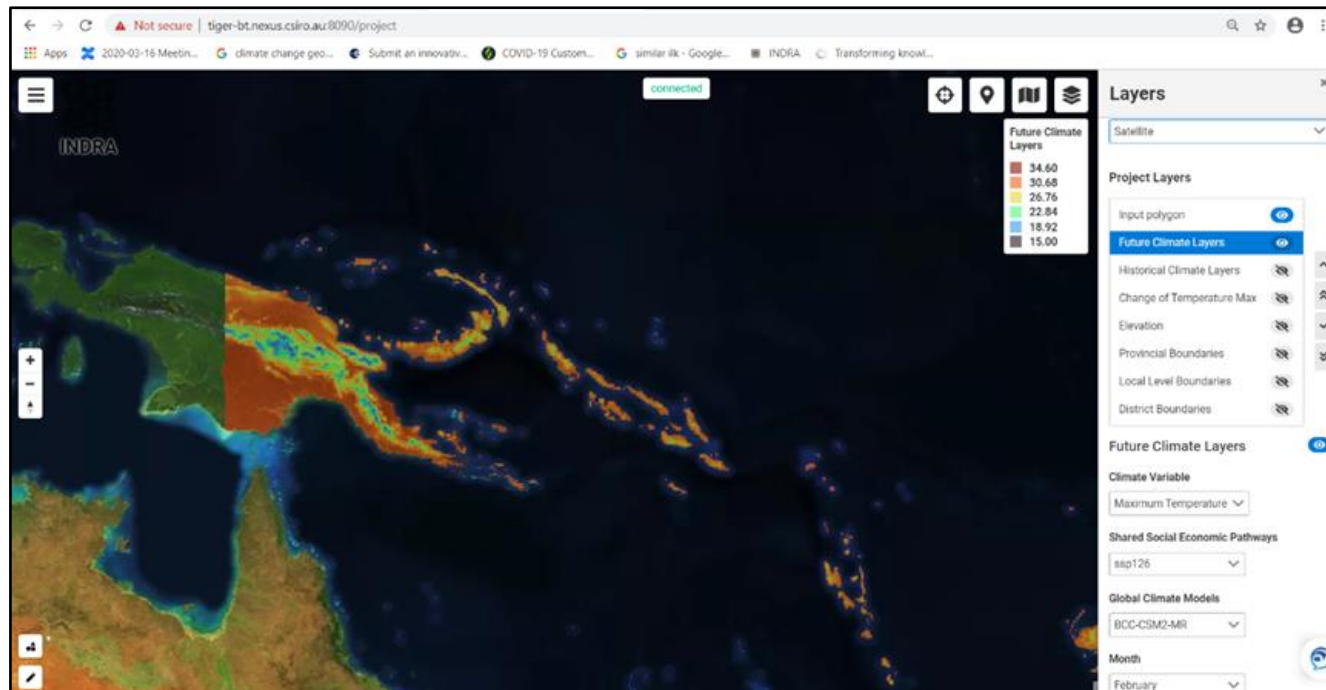 Not secure | tiger-bt.nexus.csiro.au:8090/project
Apps 2020-03-16 Meetin... climate change geo... Submit an innovativ... COVID-19 Custom... similar ilk - Google... INDRA Transforming knowl...
INDRA
connected
Future Climate
Layers
34.60
30.68
26.76
22.84
18.92
15.00
Layers
Satellite
Project Layers
Input polygon
Future Climate Layers
Historical Climate Layers
Change of Temperature Max
Elevation
Provincial Boundaries
Local Level Boundaries
District Boundaries
Future Climate Layers
Climate Variable
Maximum Temperature
Shared Social Economic Pathways
ssp126
Global Climate Models
BCC-CSM2-MR
Month
February